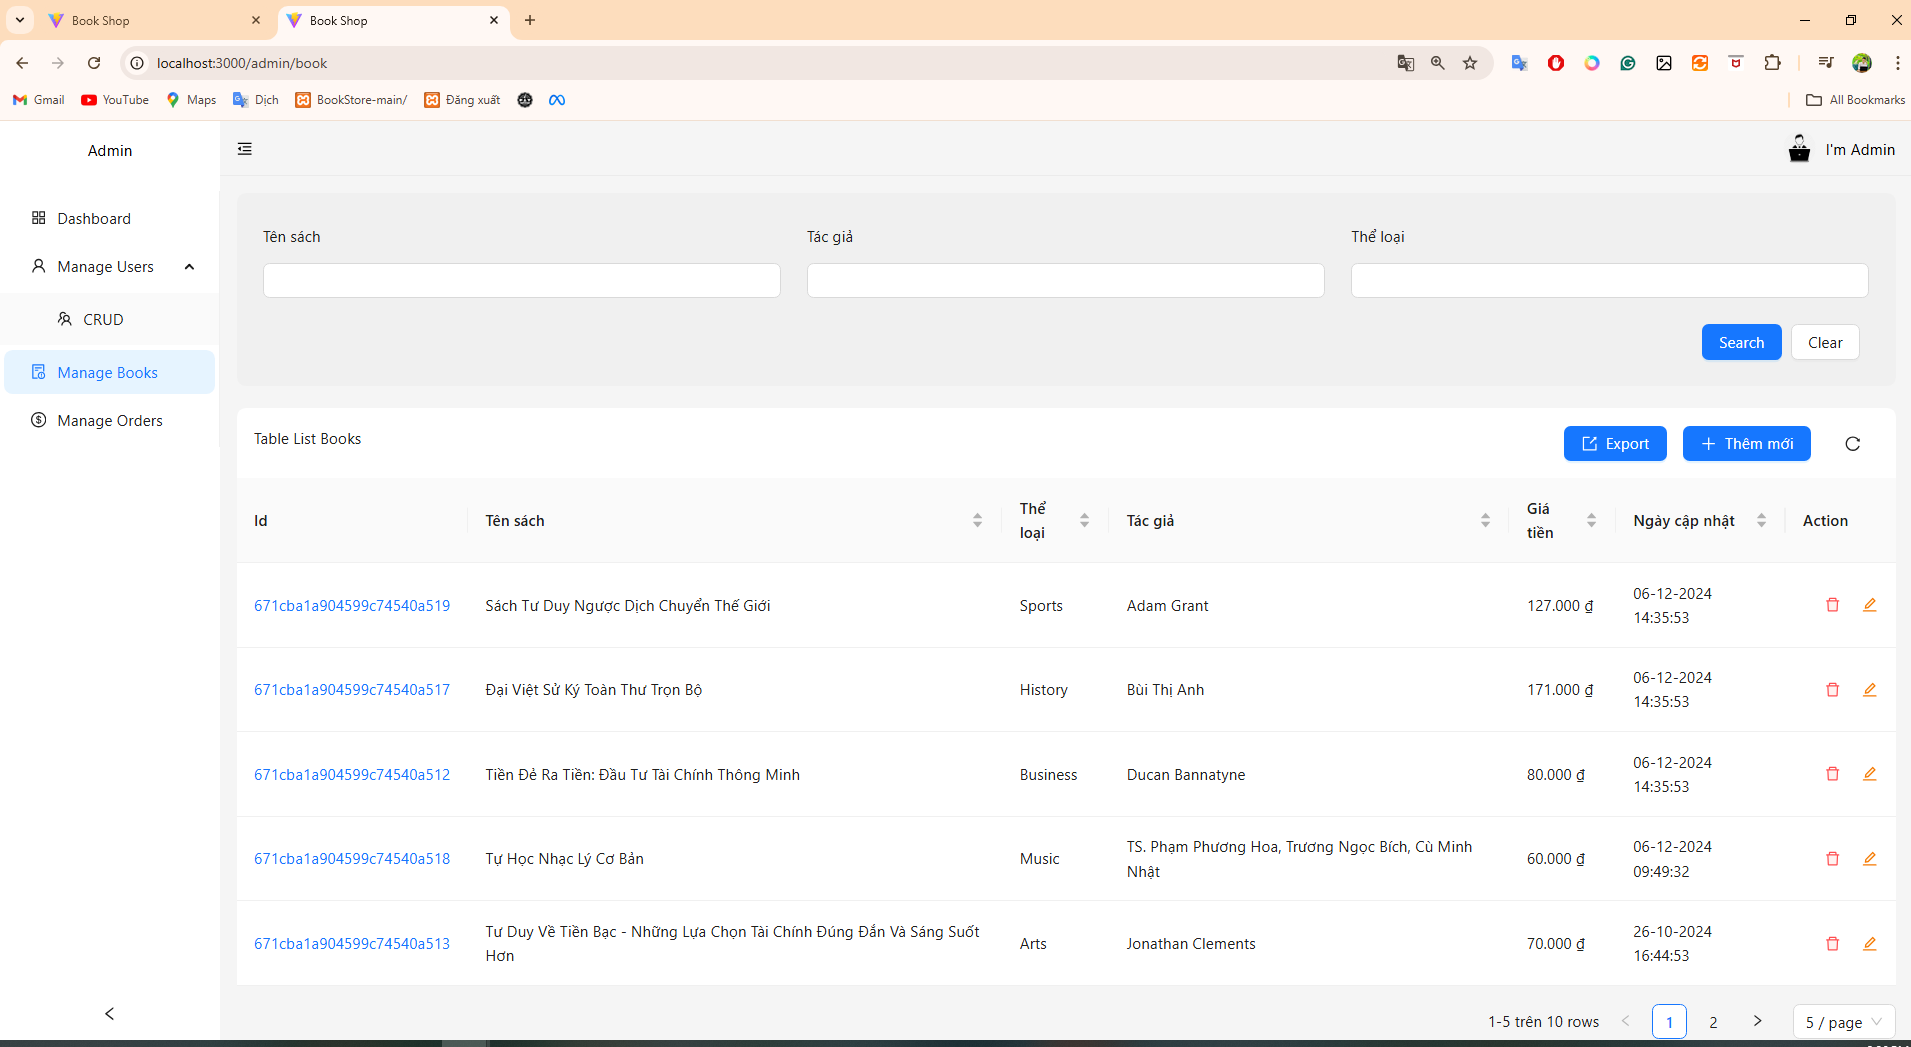 Book Shop
Book Shop
localhost:3000/admin/book
Gmail
YouTube
Maps
Dịch
BookStore-main/
Đăng xuất
All Bookmarks
Admin
I'm Admin
Dashboard
Manage Users
CRUD
Manage Books
Manage Orders
Tên sách
Tác giả
Thể loại
Search
Clear
Table List Books
Export
Thêm mới
Id
Tên sách
Thể
loại
Tác giả
Giá
tiền
Ngày cập nhật
Action
671cba1a904599c74540a519
Sách Tư Duy Ngược Dịch Chuyển Thế Giới
Sports
Adam Grant
127.000 ₫
06-12-2024
14:35:53
671cba1a904599c74540a517
Đại Việt Sử Ký Toàn Thư Trọn Bộ
History
Bùi Thị Anh
171.000 ₫
06-12-2024
14:35:53
671cba1a904599c74540a512
Tiền Đẻ Ra Tiền: Đầu Tư Tài Chính Thông Minh
Business
Ducan Bannatyne
80.000 ₫
06-12-2024
14:35:53
671cba1a904599c74540a518
Tự Học Nhạc Lý Cơ Bản
Music
TS. Phạm Phương Hoa, Trương Ngọc Bích, Cù Minh
Nhật
60.000 ₫
06-12-2024
09:49:32
671cba1a904599c74540a513
Tư Duy Về Tiền Bạc - Những Lựa Chọn Tài Chính Đúng Đắn Và Sáng Suốt
Hơn
Arts
Jonathan Clements
70.000 ₫
26-10-2024
16:44:53
1-5 trên 10 rows
1
2
5 / page